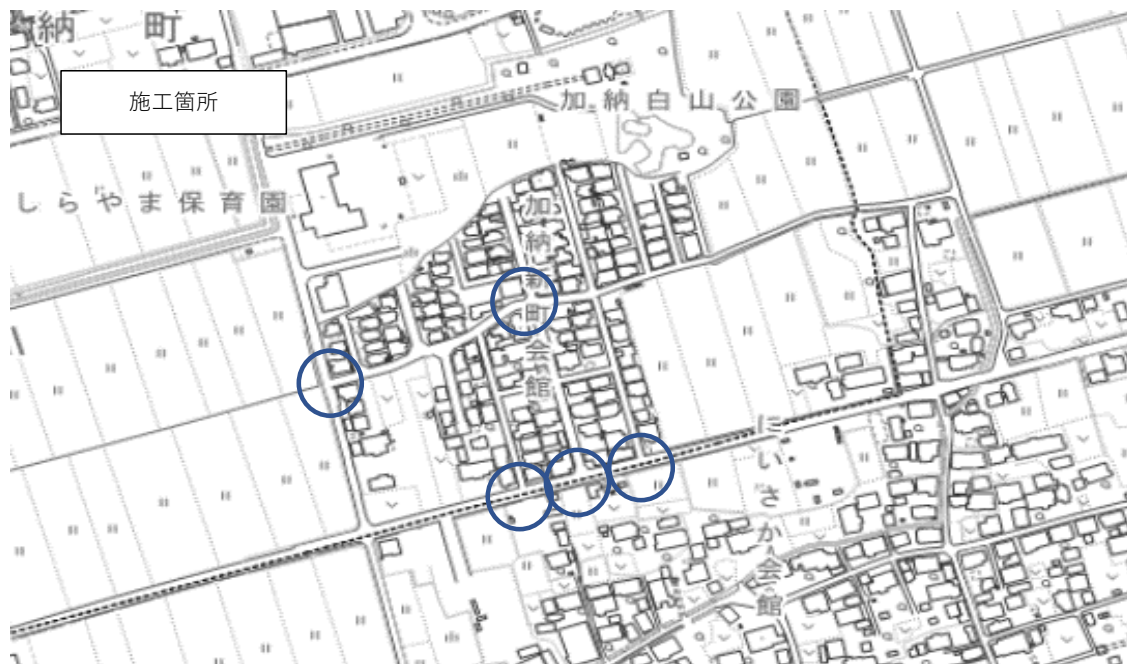 納町
施工箇所
加納白山公園
しらやま保育園
加納新町会館
にいさか会館